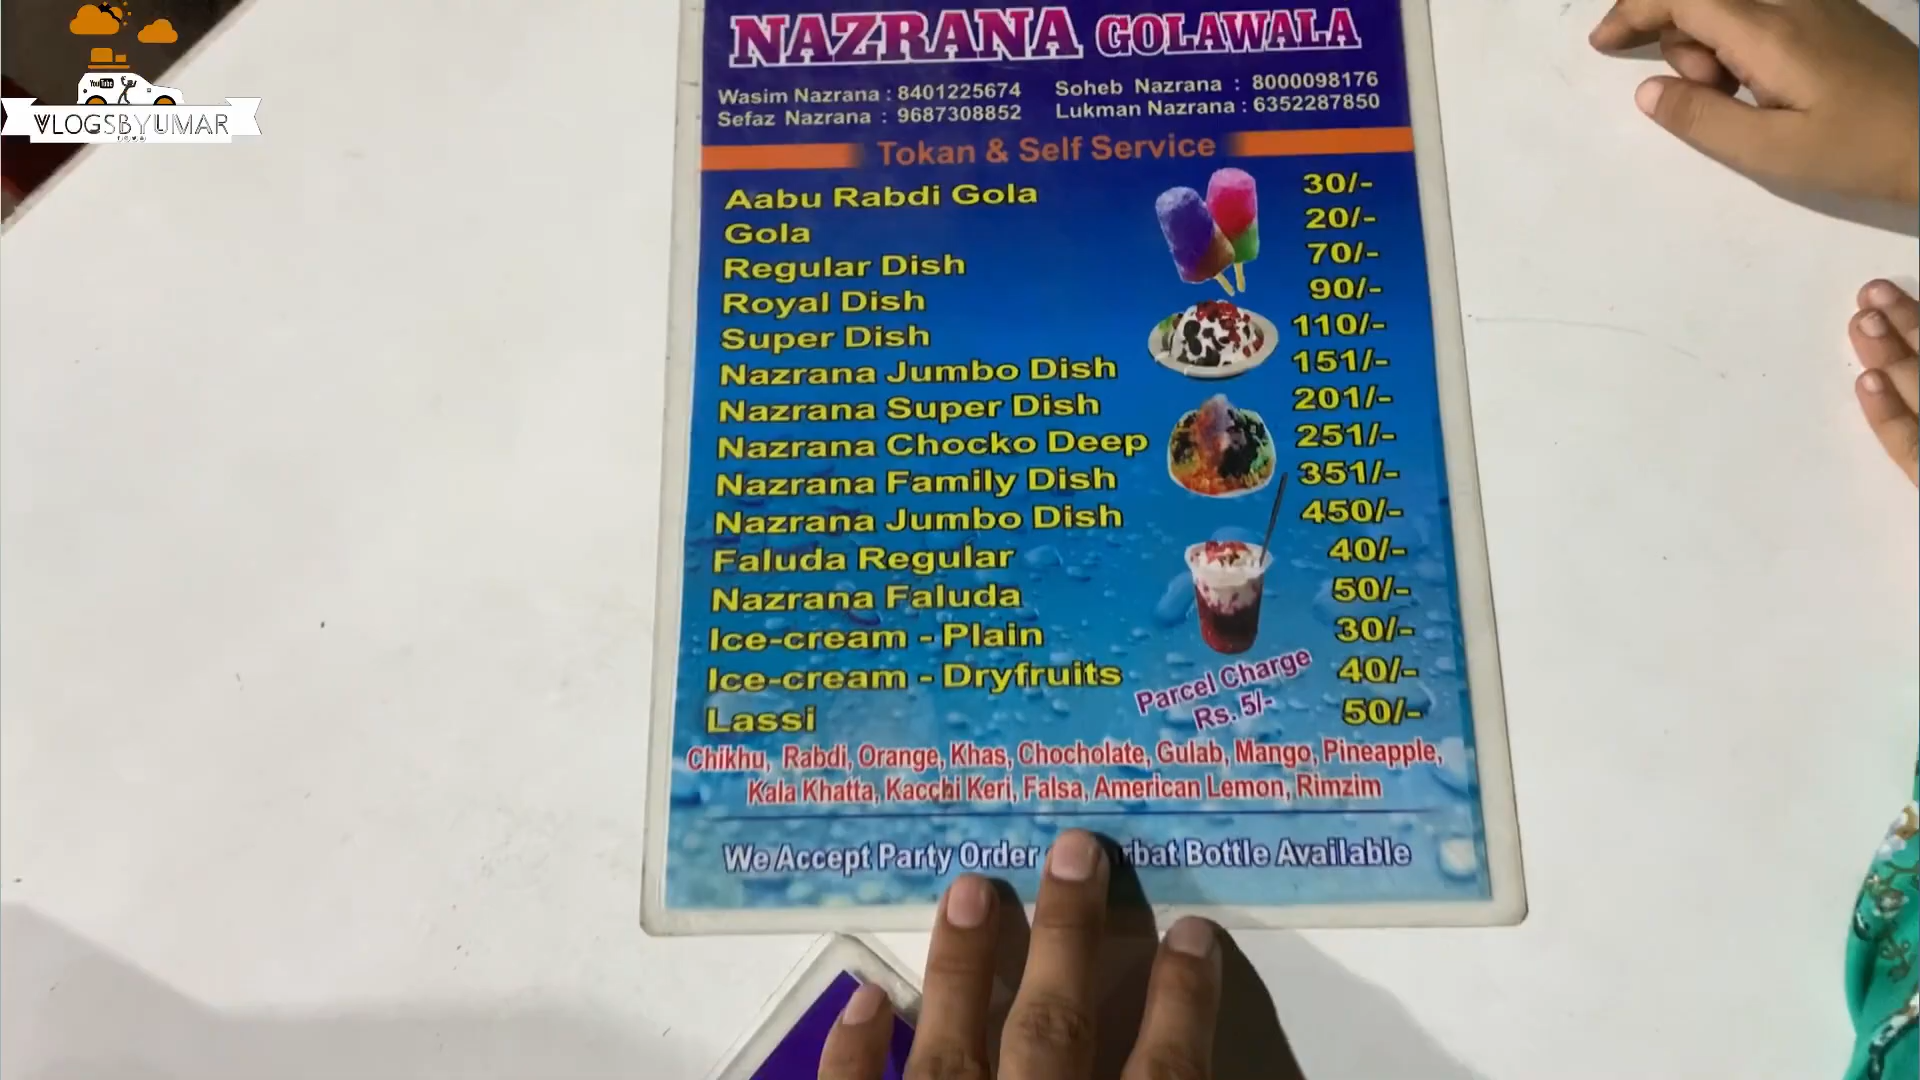 NAZRANA GOLAWALA
Wasim Nazrana : 8401225674 Soheb Nazrana : 8000098176
Sefaz Nazrana : 9687308852 Lukman Nazrana : 6352287850
Tokan & Self Service
Aabu Rabdi Gola 30/-
Gola 20/-
Regular Dish 70/-
Royal Dish 90/-
Super Dish 110/-
Nazrana Jumbo Dish 151/-
Nazrana Super Dish 201/-
Nazrana Chocko Deep 251/-
Nazrana Family Dish 351/-
Nazrana Jumbo Dish 450/-
Faluda Regular 40/-
Nazrana Faluda 50/-
Ice-cream - Plain 30/-
Ice-cream - Dryfruits 40/-
Lassi 50/-
Parcel Charge
Rs. 5/-
Chikhu, Rabdi, Orange, Khas, Chocholate, Gulab, Mango, Pineapple,
Kala Khatta, Kacchi Keri, Falsa, American Lemon, Rimzim
We Accept Party Order Bottle Available
YouTube
VLOGSBYUMAR